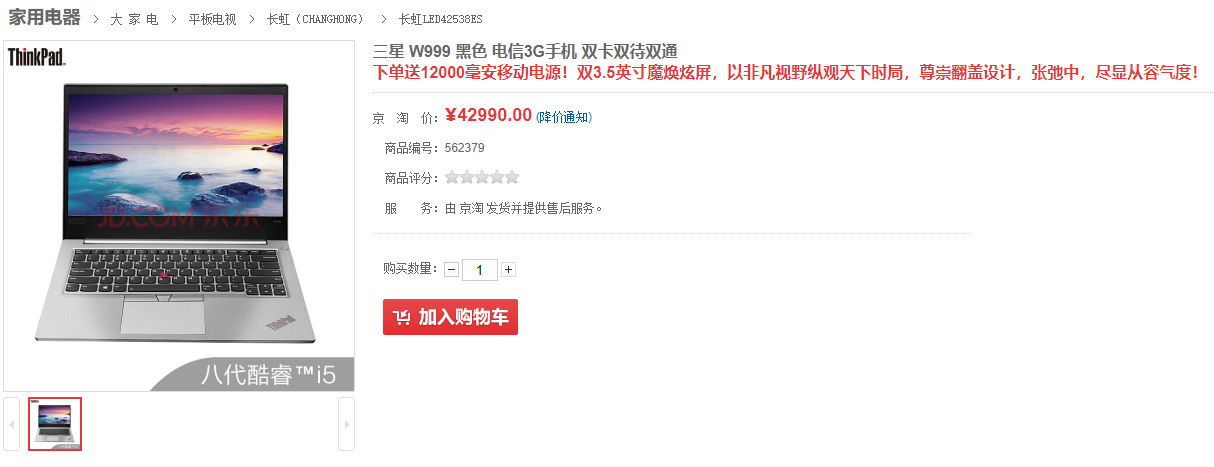 家用电器 > 大 家 电 > 平板电视 > 长虹（CHANGHONG） > 长虹LED42538ES
ThinkPad
三星 W999 黑色 电信3G手机 双卡双待双通
下单送12000毫安移动电源！双3.5英寸魔焕炫屏，以非凡视野纵观天下时局，尊崇翻盖设计，张弛中，尽显从容气度！
京 淘 价：¥42990.00 (降价通知)
商品编号：562379
商品评分：
服 务：由 京淘 发货并提供售后服务。
JD.COM 京东
购买数量： 1
加入购物车
ThinkPad
八代酷睿™i5